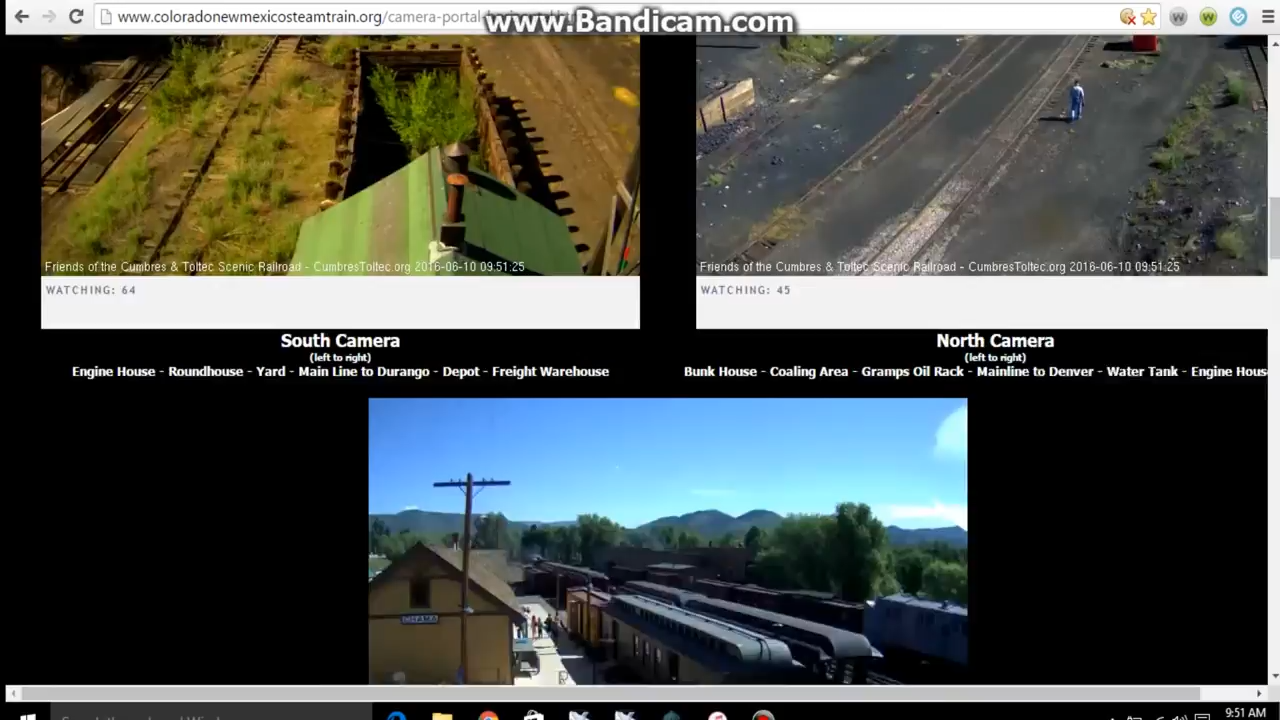 www.coloradonewmexicosteamtrain.org/camera-portal
www.Bandicam.com
Friends of the Cumbres & Toltec Scenic Railroad - CumbresToltec.org 2016-06-10 09:51:25
Friends of the Cumbres & Toltec Scenic Railroad - CumbresToltec.org 2016-06-10 09:51:25
WATCHING: 64
WATCHING: 45
South Camera
(left to right)
Engine House - Roundhouse - Yard - Main Line to Durango - Depot - Freight Warehouse
North Camera
(left to right)
Bunk House - Coaling Area - Gramps Oil Rack - Mainline to Denver - Water Tank - Engine Hous
CHAMA
9:51 AM